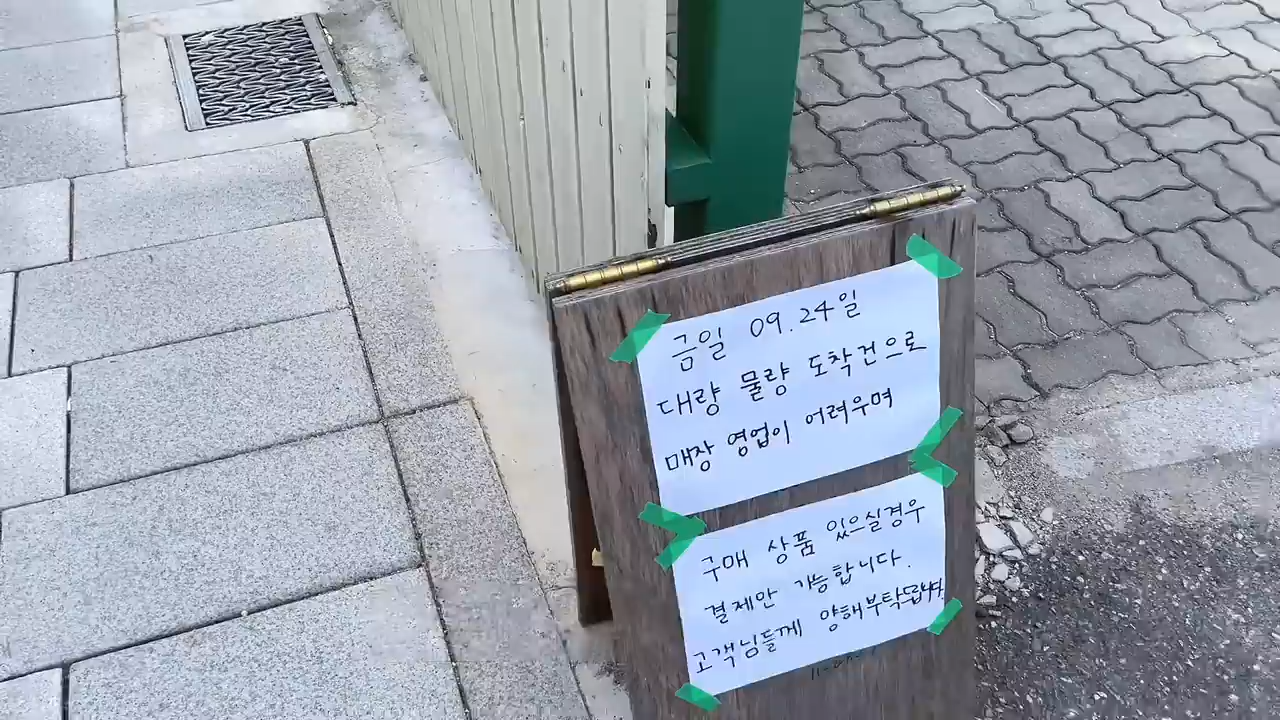 금일 09.24일
대량 물량 도착건으로
매장 영업이 어려우며
구매 상품 있으실경우
결제만 가능합니다.
고객님들께 양해부탁드립니다.